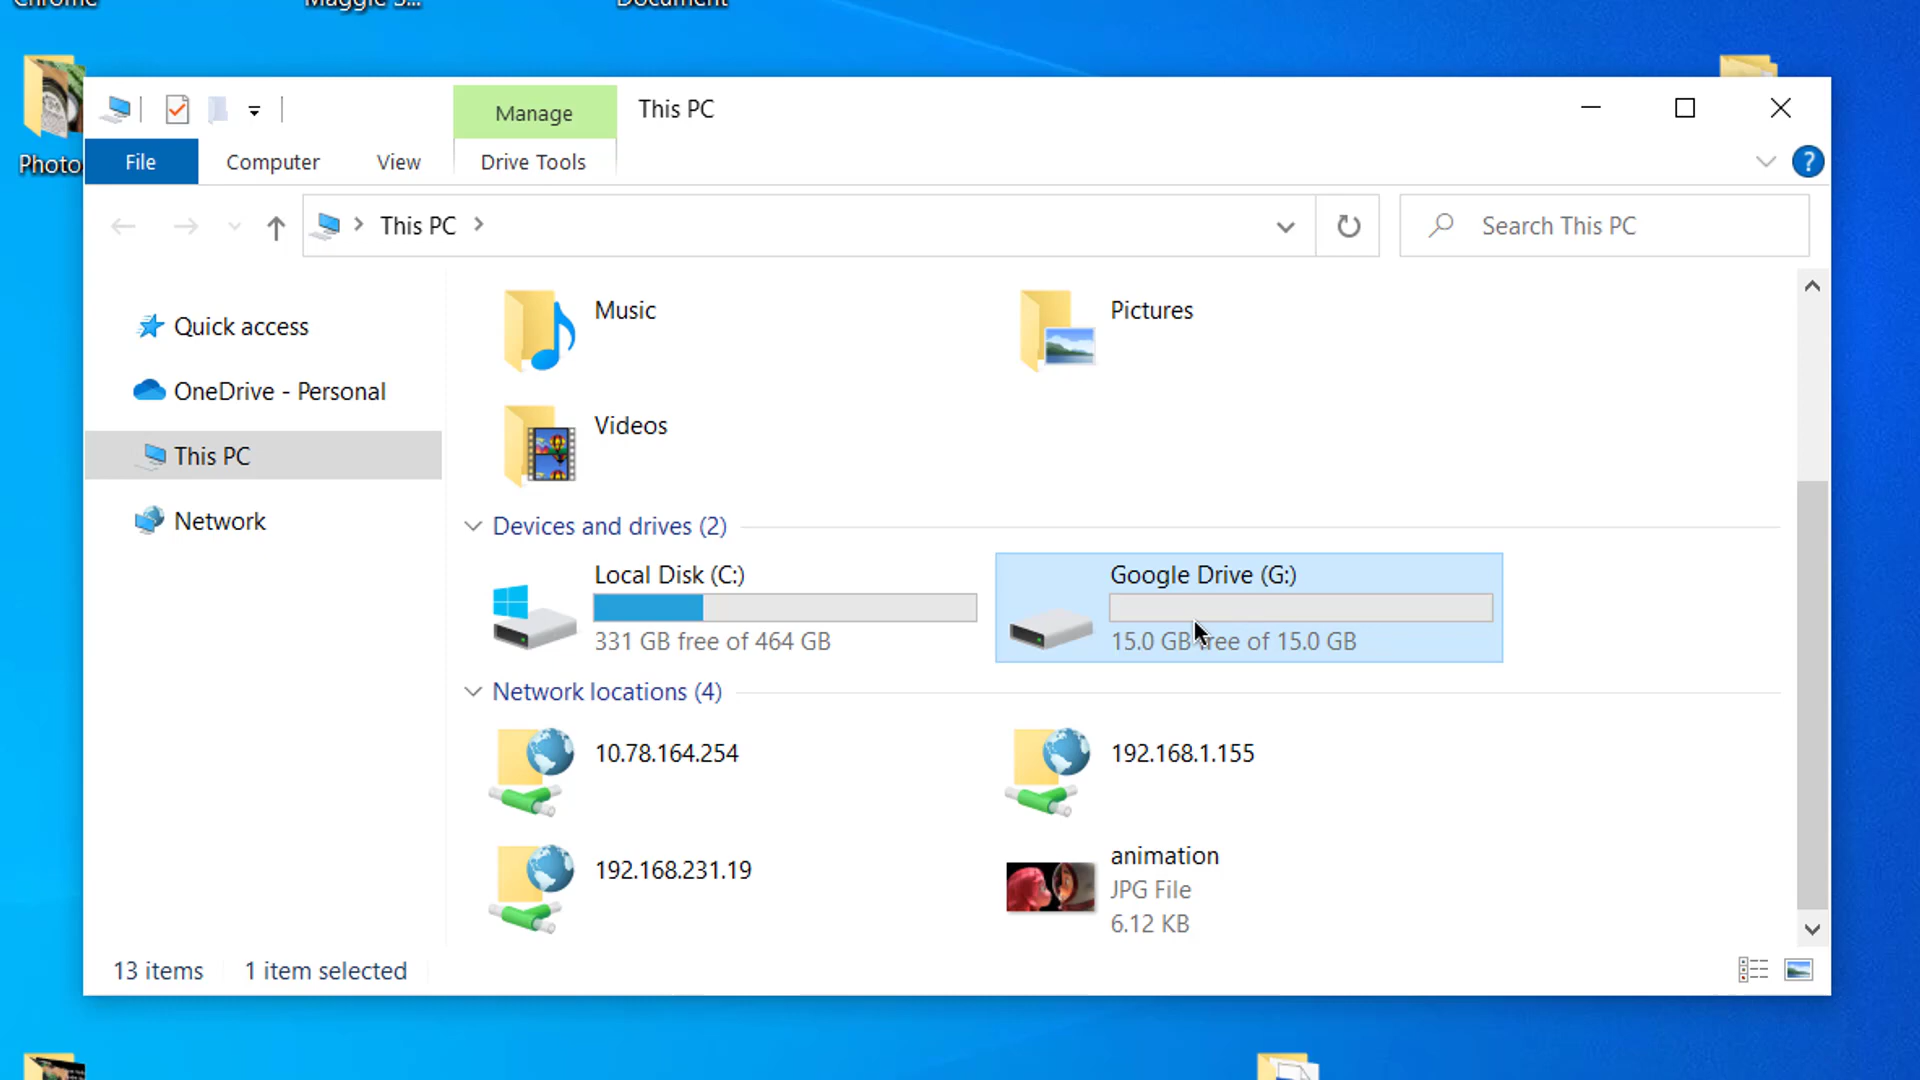 Chrome
Maggie S...
Document
Photo
Manage
This PC
File
Computer
View
Drive Tools
?
This PC
Search This PC
Quick access
OneDrive - Personal
This PC
Network
Music
Pictures
Videos
Devices and drives (2)
Local Disk (C:)
331 GB free of 464 GB
Google Drive (G:)
15.0 GB free of 15.0 GB
Network locations (4)
10.78.164.254
192.168.1.155
192.168.231.19
animation
JPG File
6.12 KB
13 items
1 item selected